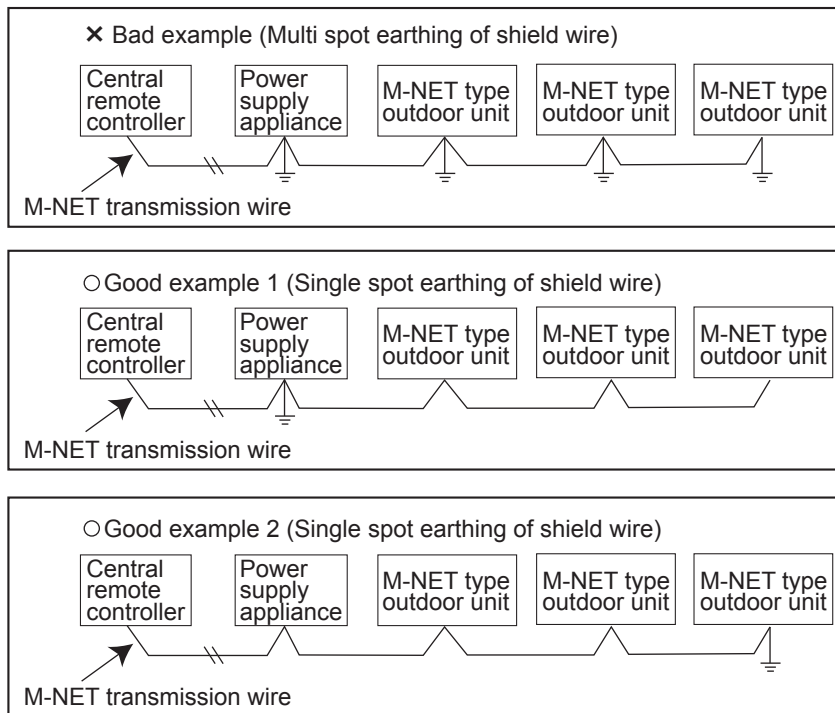 ✕ Bad example (Multi spot earthing of shield wire)
Central
remote
controller
Power
supply
appliance
M-NET type
outdoor unit
M-NET type
outdoor unit
M-NET type
outdoor unit
M-NET transmission wire
○ Good example 1 (Single spot earthing of shield wire)
Central
remote
controller
Power
supply
appliance
M-NET type
outdoor unit
M-NET type
outdoor unit
M-NET type
outdoor unit
M-NET transmission wire
○ Good example 2 (Single spot earthing of shield wire)
Central
remote
controller
Power
supply
appliance
M-NET type
outdoor unit
M-NET type
outdoor unit
M-NET type
outdoor unit
M-NET transmission wire